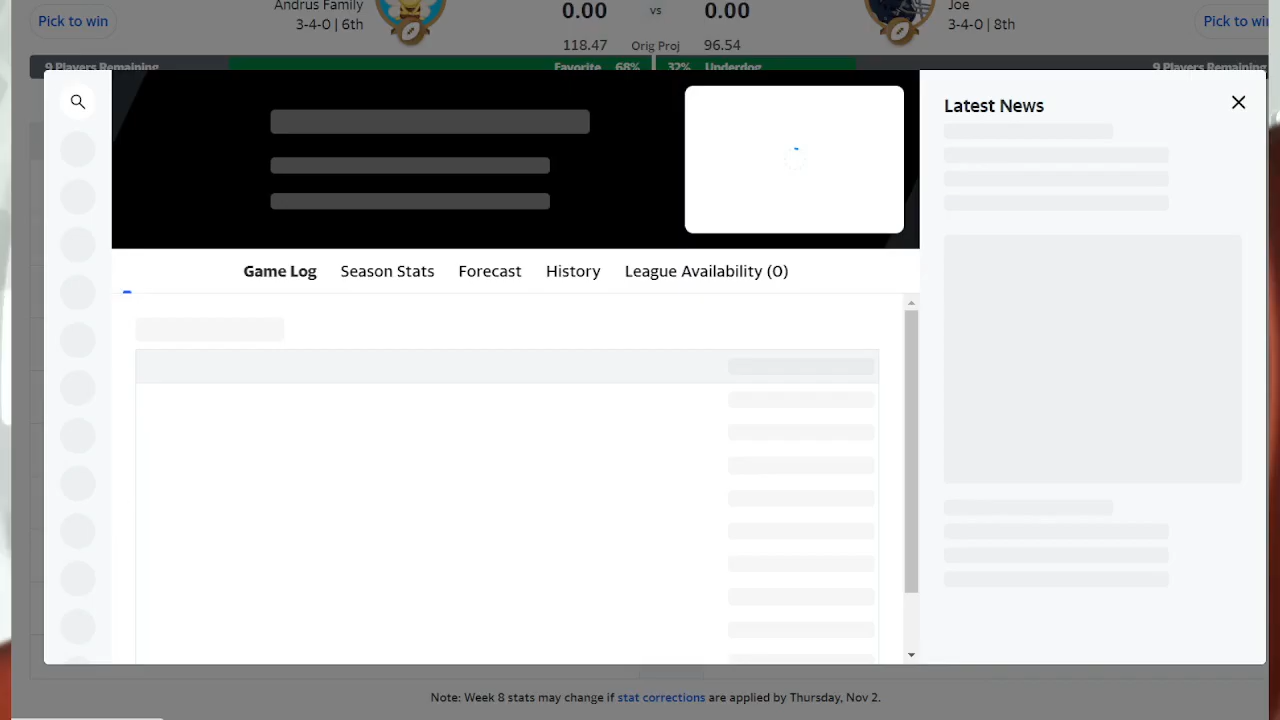 Pick to win
Andrus Family
3-4-0 | 6th
0.00 vs 0.00
118.47 Orig Proj 96.54
Joe
3-4-0 | 8th
Pick to win
9 Players Remaining
Favorite 68% 32% Underdog
9 Players Remaining
Latest News
Game Log Season Stats Forecast History League Availability (0)
Note: Week 8 stats may change if stat corrections are applied by Thursday, Nov 2.